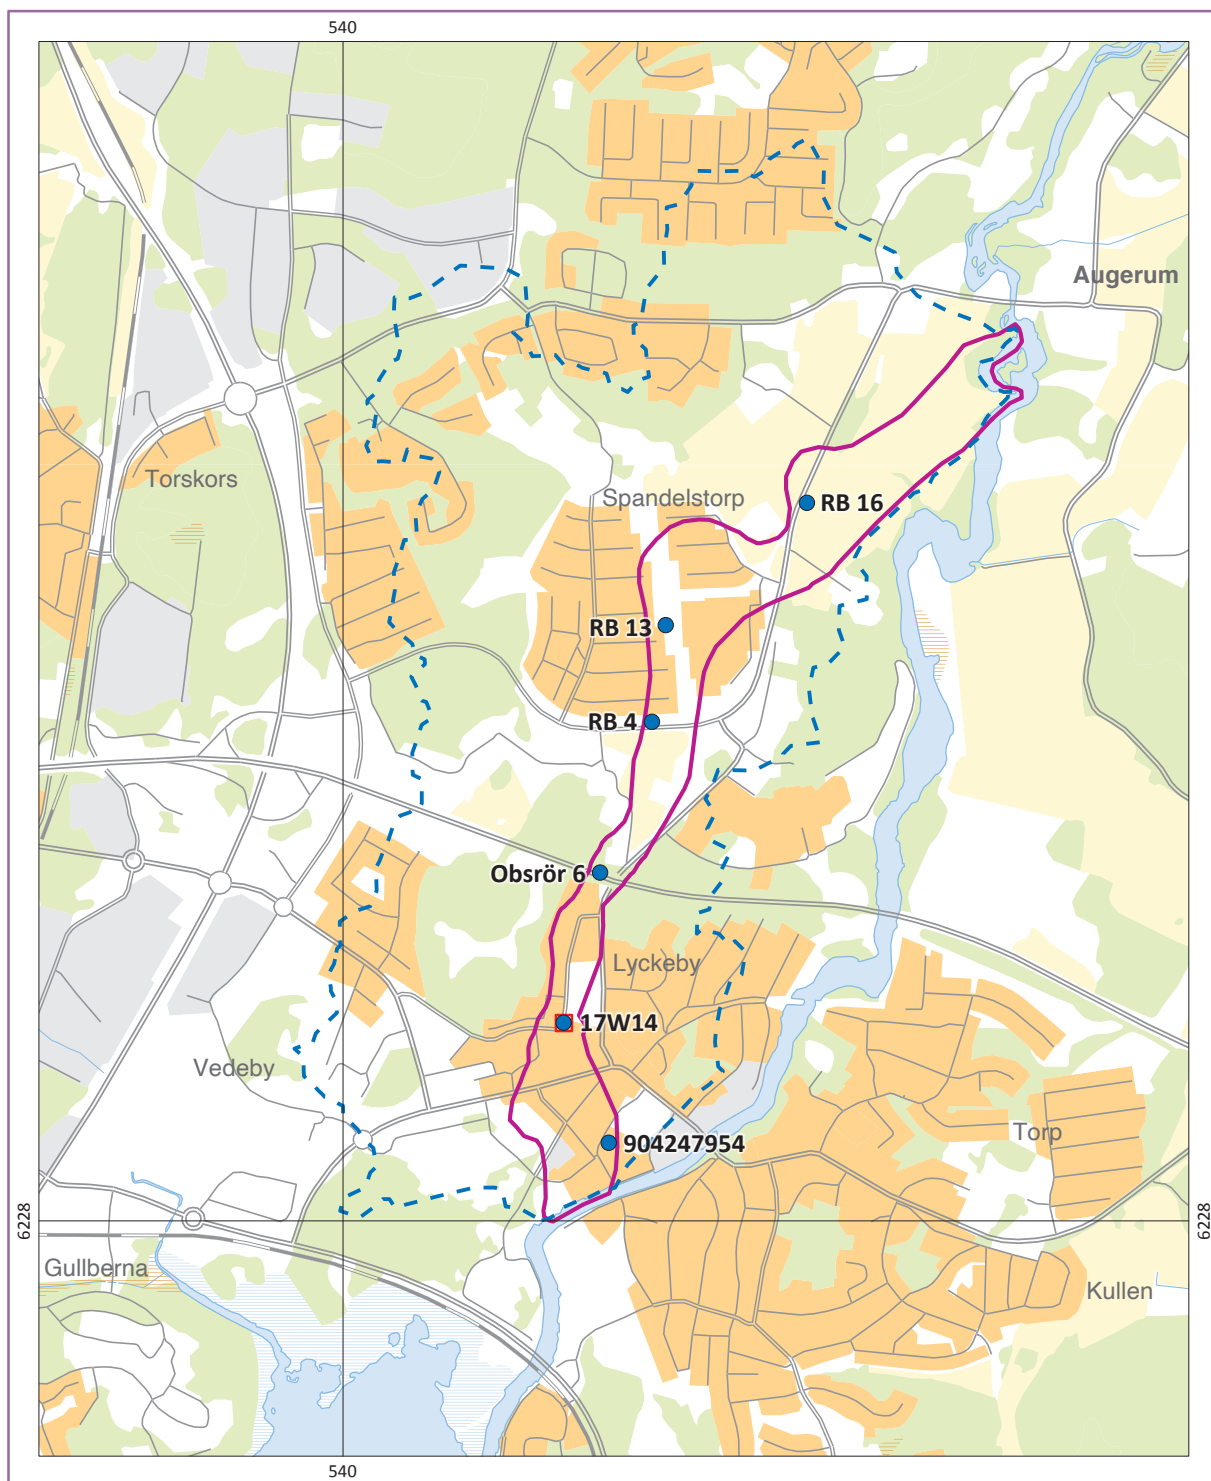 540
Augerum
Torskors
Spandelstorp
RB 16
RB 13
RB 4
Obsrör 6
Lyckeby
17W14
Vedeby
Torp
904247954
6228
6228
Gullberna
Kullen
540